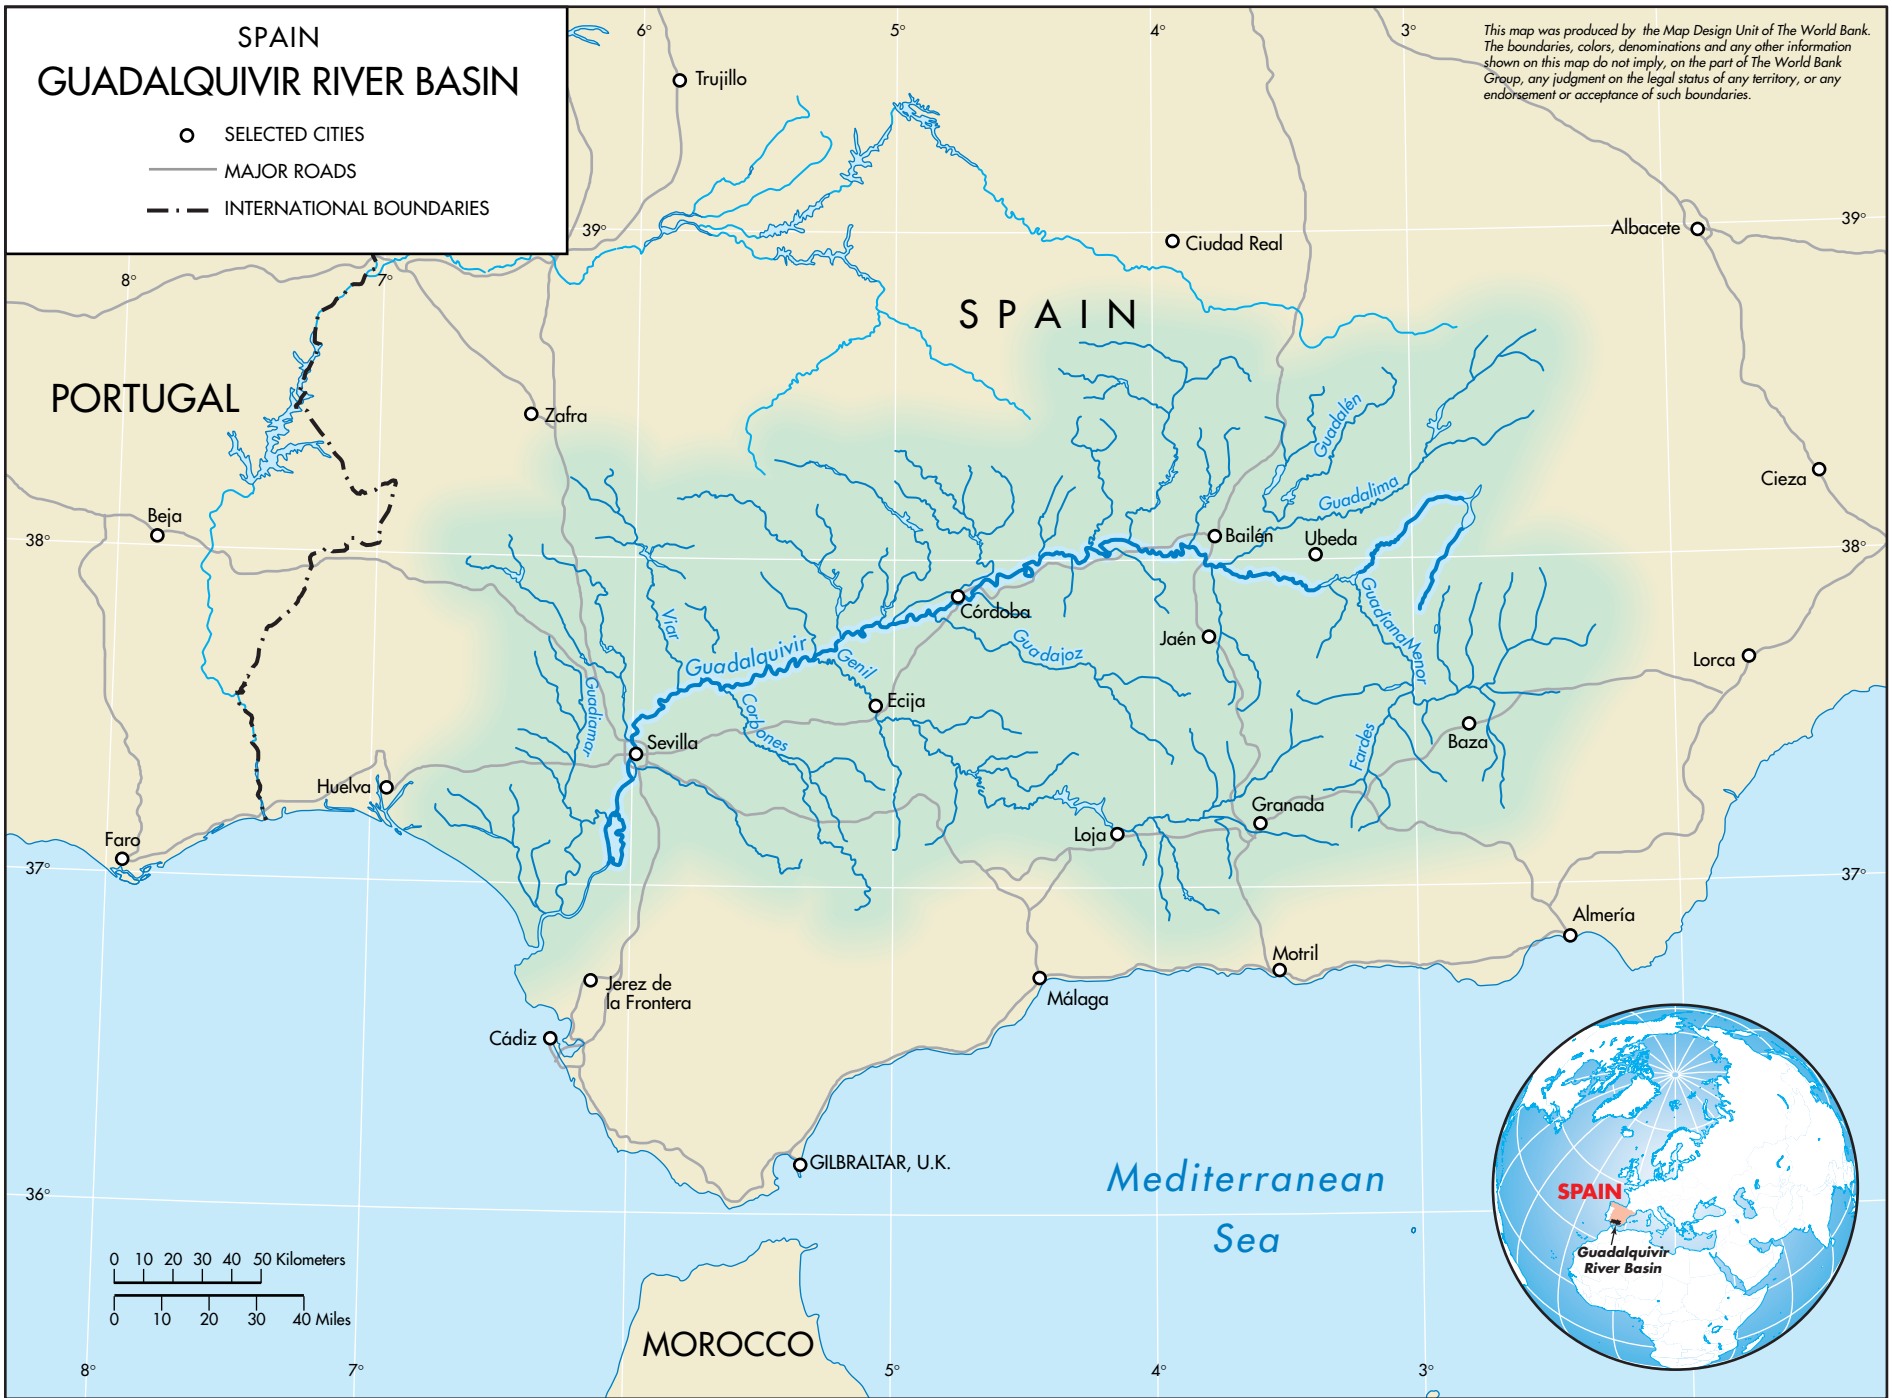 SPAIN
GUADALQUIVIR RIVER BASIN
SELECTED CITIES
MAJOR ROADS
INTERNATIONAL BOUNDARIES
This map was produced by the Map Design Unit of The World Bank.
The boundaries, colors, denominations and any other information
shown on this map do not imply, on the part of The World Bank
Group, any judgment on the legal status of any territory, or any
endorsement or acceptance of such boundaries.
6°
5°
4°
3°
Trujillo
39°
Ciudad Real
Albacete
39°
8°
7°
SPAIN
PORTUGAL
Zafra
Guadalén
Cieza
Guadalima
Beja
38°
Bailén
Ubeda
38°
Córdoba
Viar
Guadiana Menor
Jaén
Guadajoz
Guadalquivir
Genil
Lorca
Guadiamar
Ecija
Corbones
Sevilla
Fardes
Baza
Huelva
Granada
Loja
Faro
37°
37°
Almería
Motril
Jerez de
la Frontera
Málaga
Cádiz
GILBRALTAR, U.K.
Mediterranean
Sea
36°
SPAIN
Guadalquivir
River Basin
0 10 20 30 40 50 Kilometers
0 10 20 30 40 Miles
MOROCCO
8°
7°
5°
4°
3°